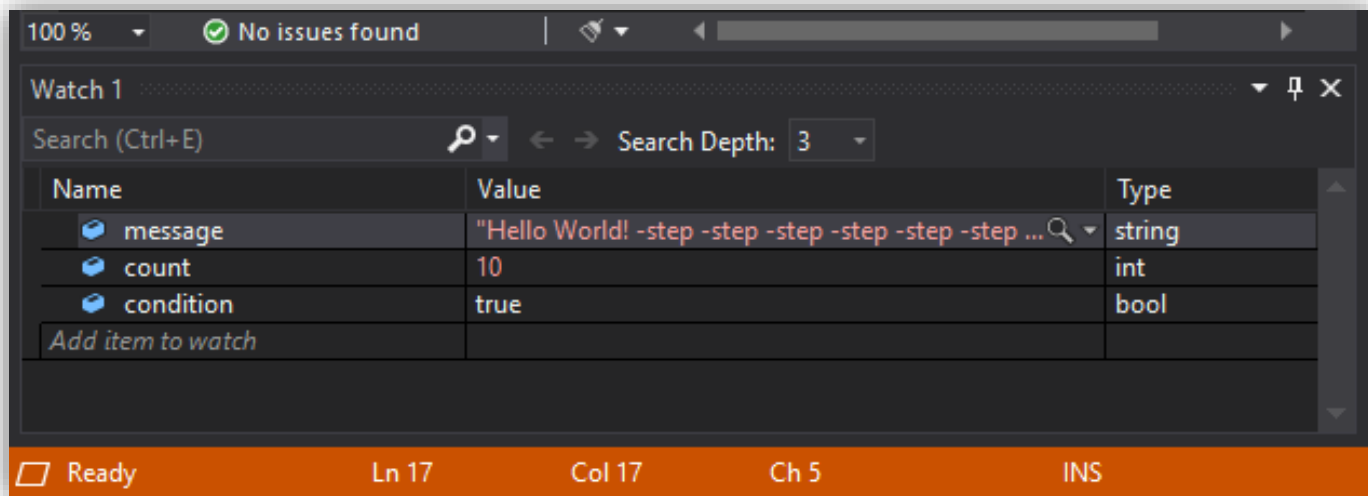 100 % No issues found
Watch 1
Search (Ctrl+E) Search Depth: 3
Name Value Type
message "Hello World! -step -step -step -step -step -step ... string
count 10 int
condition true bool
Add item to watch
Ready Ln 17 Col 17 Ch 5 INS